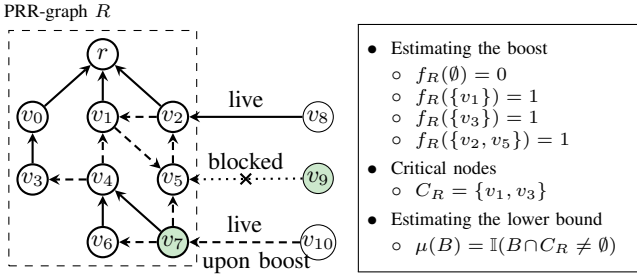 PRR-graph R
r
live
v₀ v₁ v₂ v₈
blocked
v₃ v₄ v₅ v₉
live
v₆ v₇ v₁₀
upon boost
• Estimating the boost
∘ f_R(∅) = 0
∘ f_R({v₁}) = 1
∘ f_R({v₃}) = 1
∘ f_R({v₂, v₅}) = 1
• Critical nodes
∘ C_R = {v₁, v₃}
• Estimating the lower bound
∘ μ(B) = 𝕀(B∩C_R ≠ ∅)